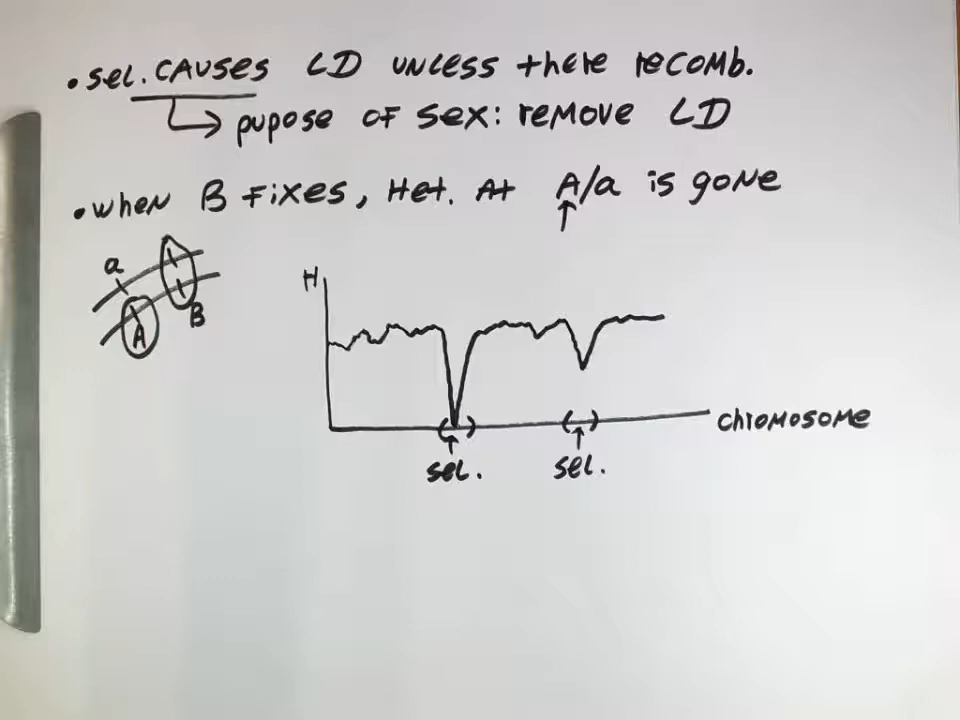 • sel. CAUSES LD UNLESS there recomb.
↳ pupose OF sex: remove LD
• when B fixes, Het. At A/a is gone
a
A
B
H
chromosome
sel.
sel.